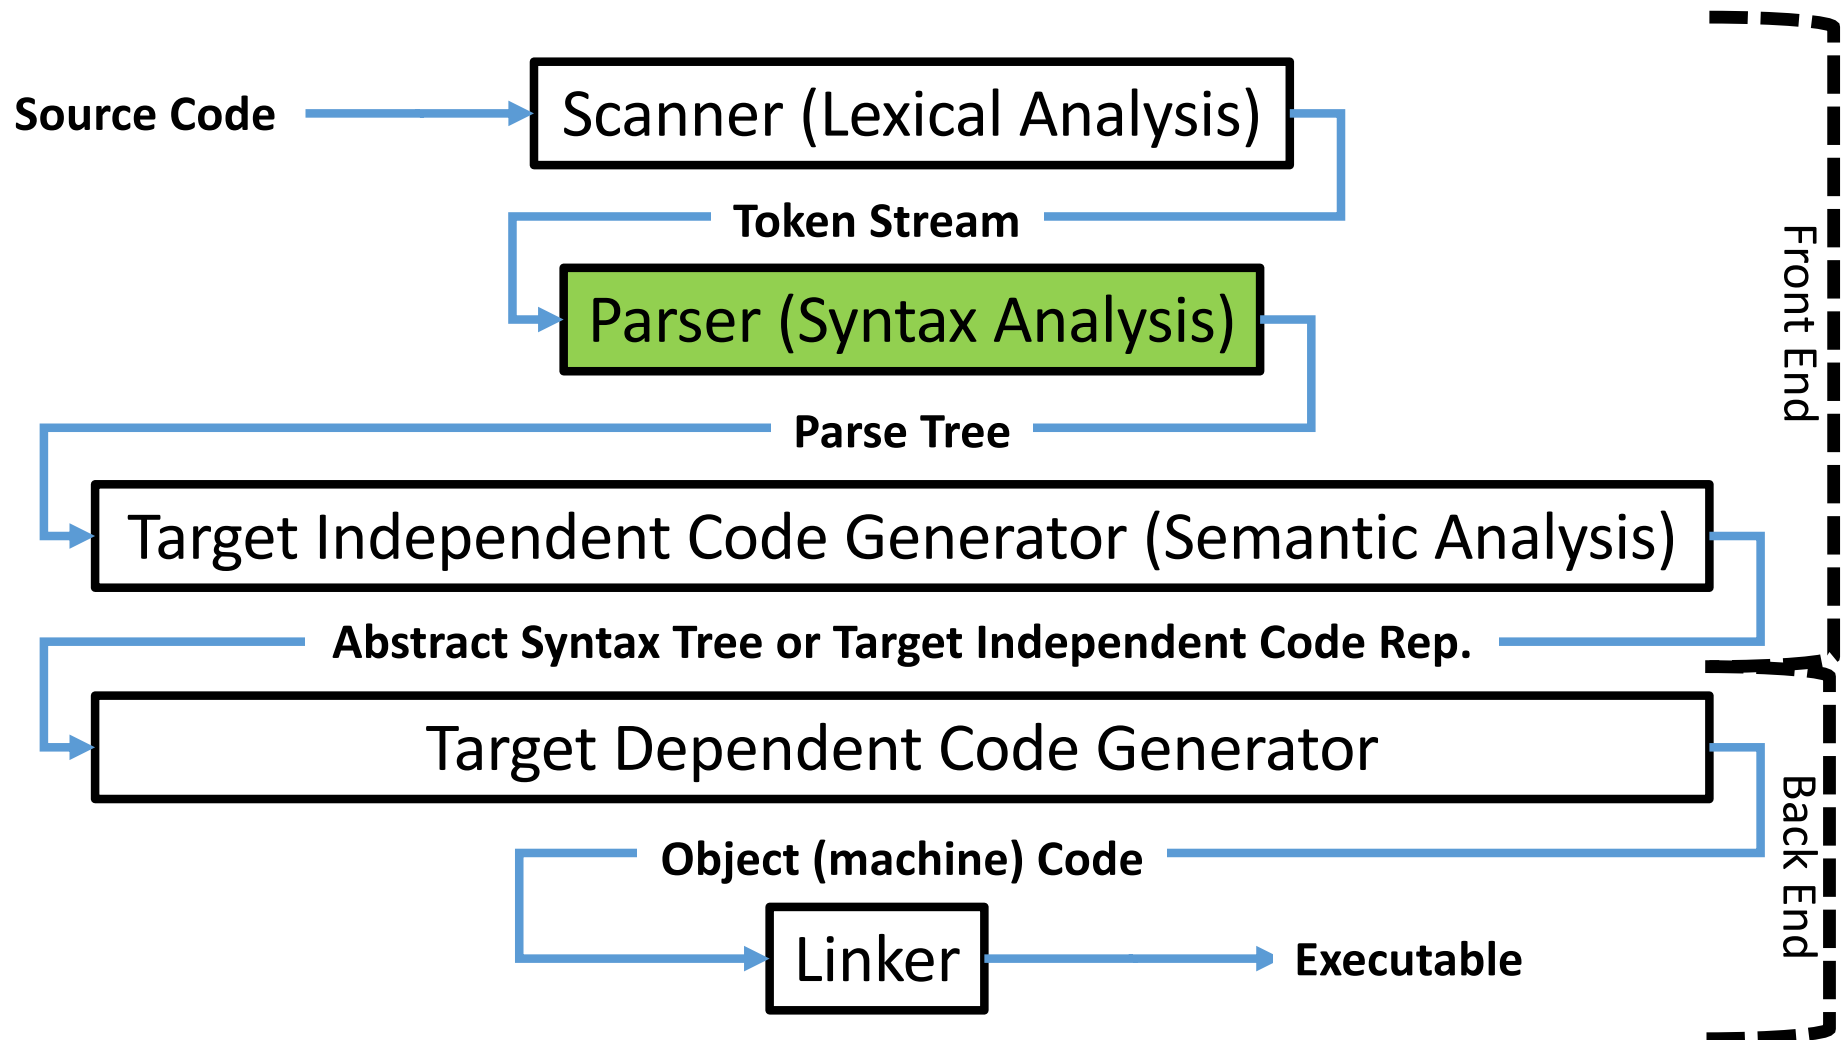 Source Code
Scanner (Lexical Analysis)
Token Stream
Parser (Syntax Analysis)
Parse Tree
Target Independent Code Generator (Semantic Analysis)
Abstract Syntax Tree or Target Independent Code Rep.
Front End
Target Dependent Code Generator
Object (machine) Code
Linker
Executable
Back End